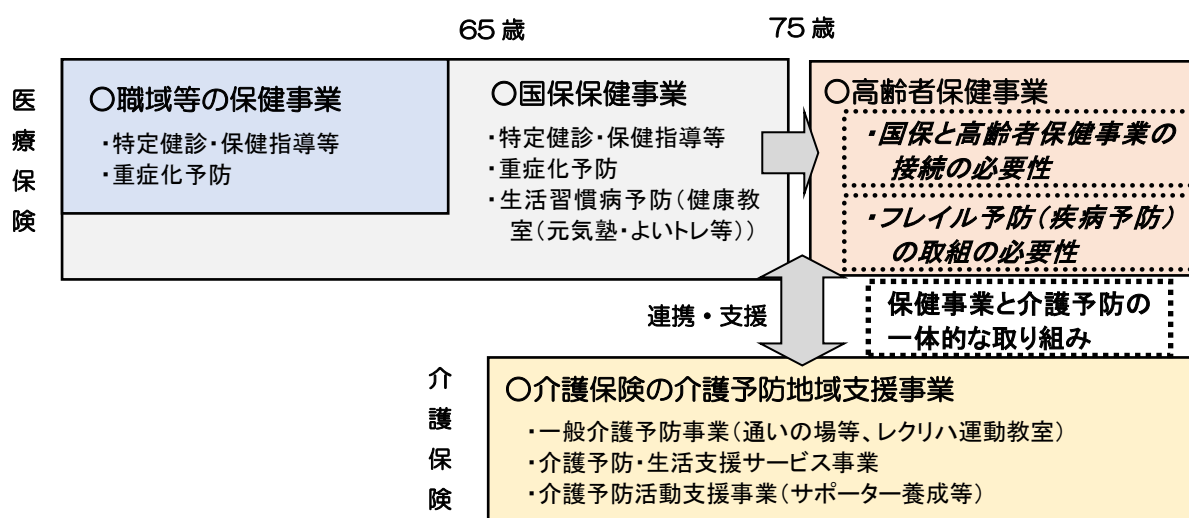 65歳
75歳
医療保険
〇職域等の保健事業
・特定健診・保健指導等
・重症化予防
〇国保保健事業
・特定健診・保健指導等
・重症化予防
・生活習慣病予防（健康教
室（元気塾・よいトレ等））
〇高齢者保健事業
・国保と高齢者保健事業の
接続の必要性
・フレイル予防（疾病予防）
の取組の必要性
連携・支援
保健事業と介護予防の
一体的な取り組み
介護保険
〇介護保険の介護予防地域支援事業
・一般介護予防事業（通いの場等、レクリハ運動教室）
・介護予防・生活支援サービス事業
・介護予防活動支援事業（サポーター養成等）